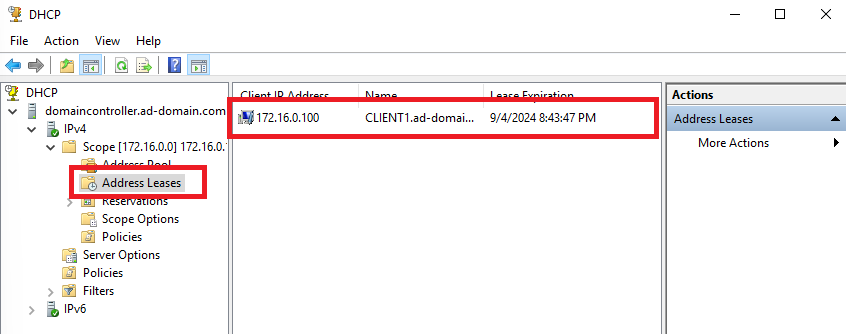 DHCP
File Action View Help
DHCP
domaincontroller.ad-domain.com
IPv4
Scope [172.16.0.0] 172.16.0.
Address Pool
Address Leases
Reservations
Scope Options
Policies
Server Options
Policies
Filters
IPv6
Client IP Address Name Lease Expiration
172.16.0.100 CLIENT1.ad-domai... 9/4/2024 8:43:47 PM
Actions
Address Leases
More Actions